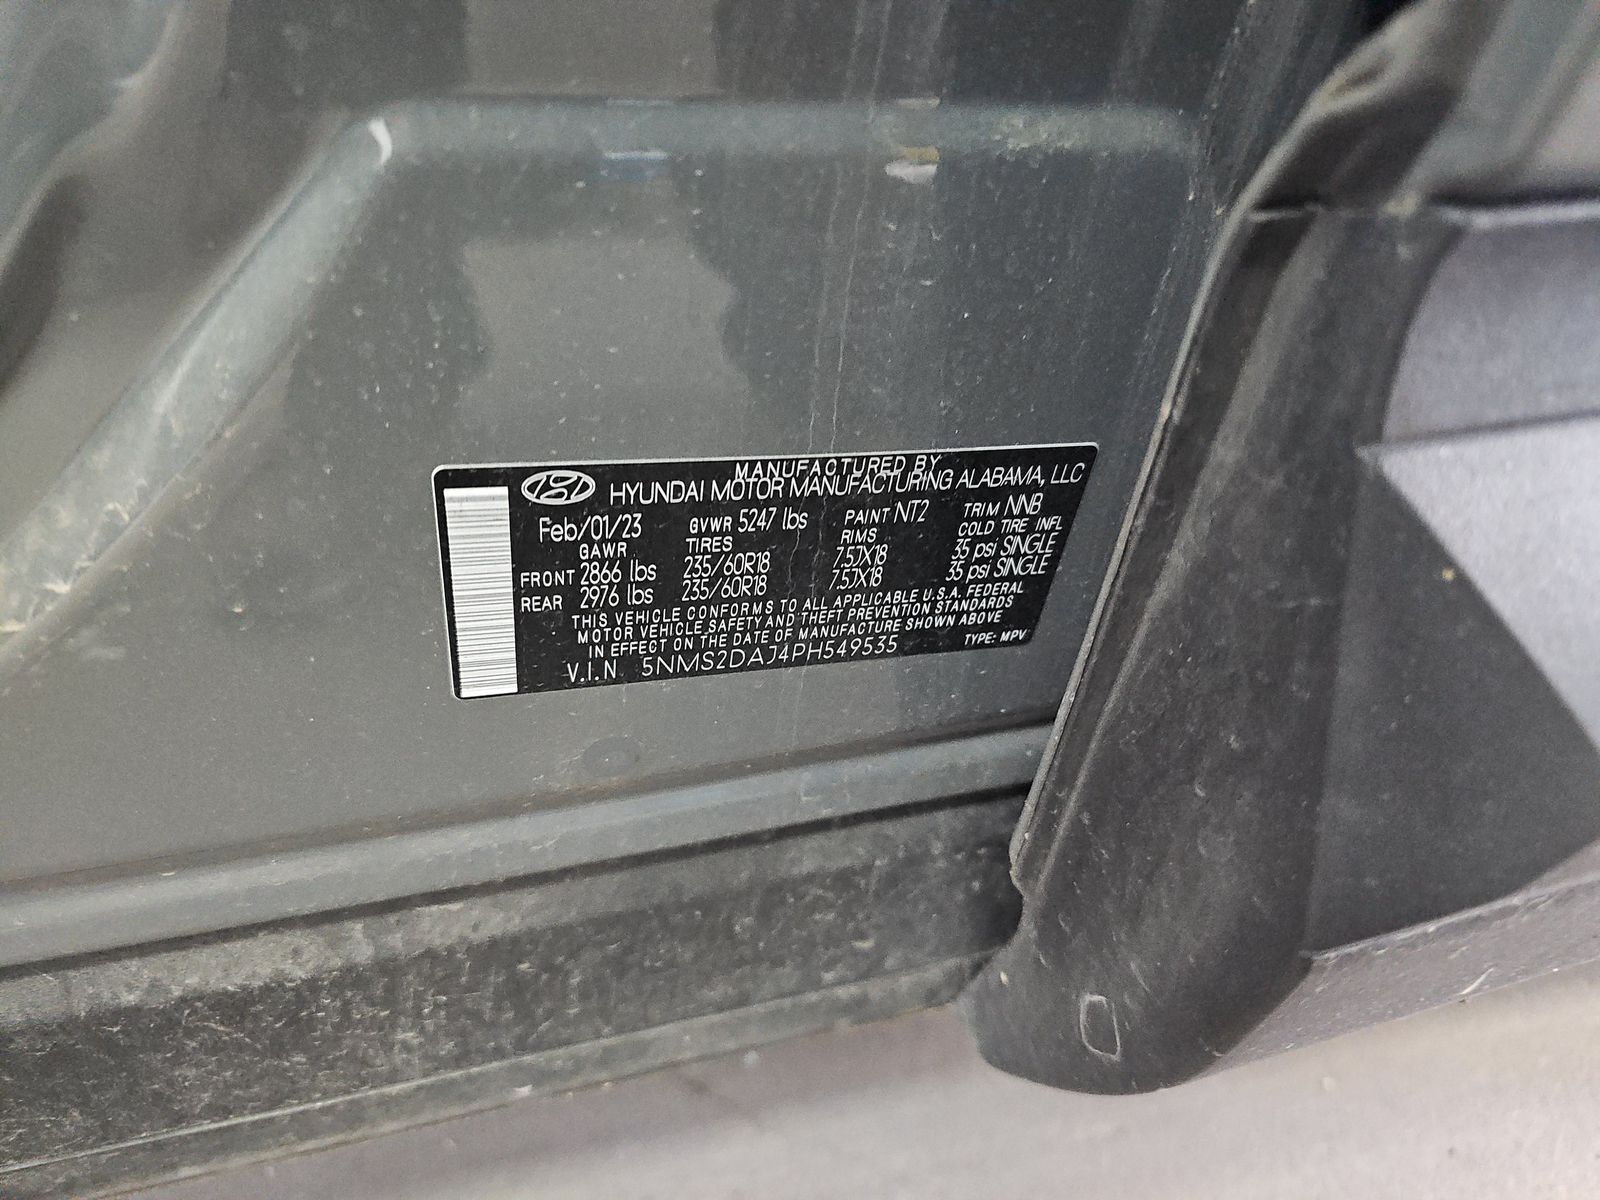 MANUFACTURED BY
HYUNDAI MOTOR MANUFACTURING ALABAMA, LLC
Feb/01/23 GVWR 5247 lbs PAINT NT2 TRIM NNB
GAWR TIRES RIMS COLD TIRE INFL
FRONT 2866 lbs 235/60R18 7.5JX18 35 psi SINGLE
REAR 2976 lbs 235/60R18 7.5JX18 35 psi SINGLE
THIS VEHICLE CONFORMS TO ALL APPLICABLE U.S.A. FEDERAL
MOTOR VEHICLE SAFETY AND THEFT PREVENTION STANDARDS
IN EFFECT ON THE DATE OF MANUFACTURE SHOWN ABOVE
V.I.N 5NMS2DAJ4PH549535 TYPE: MPV